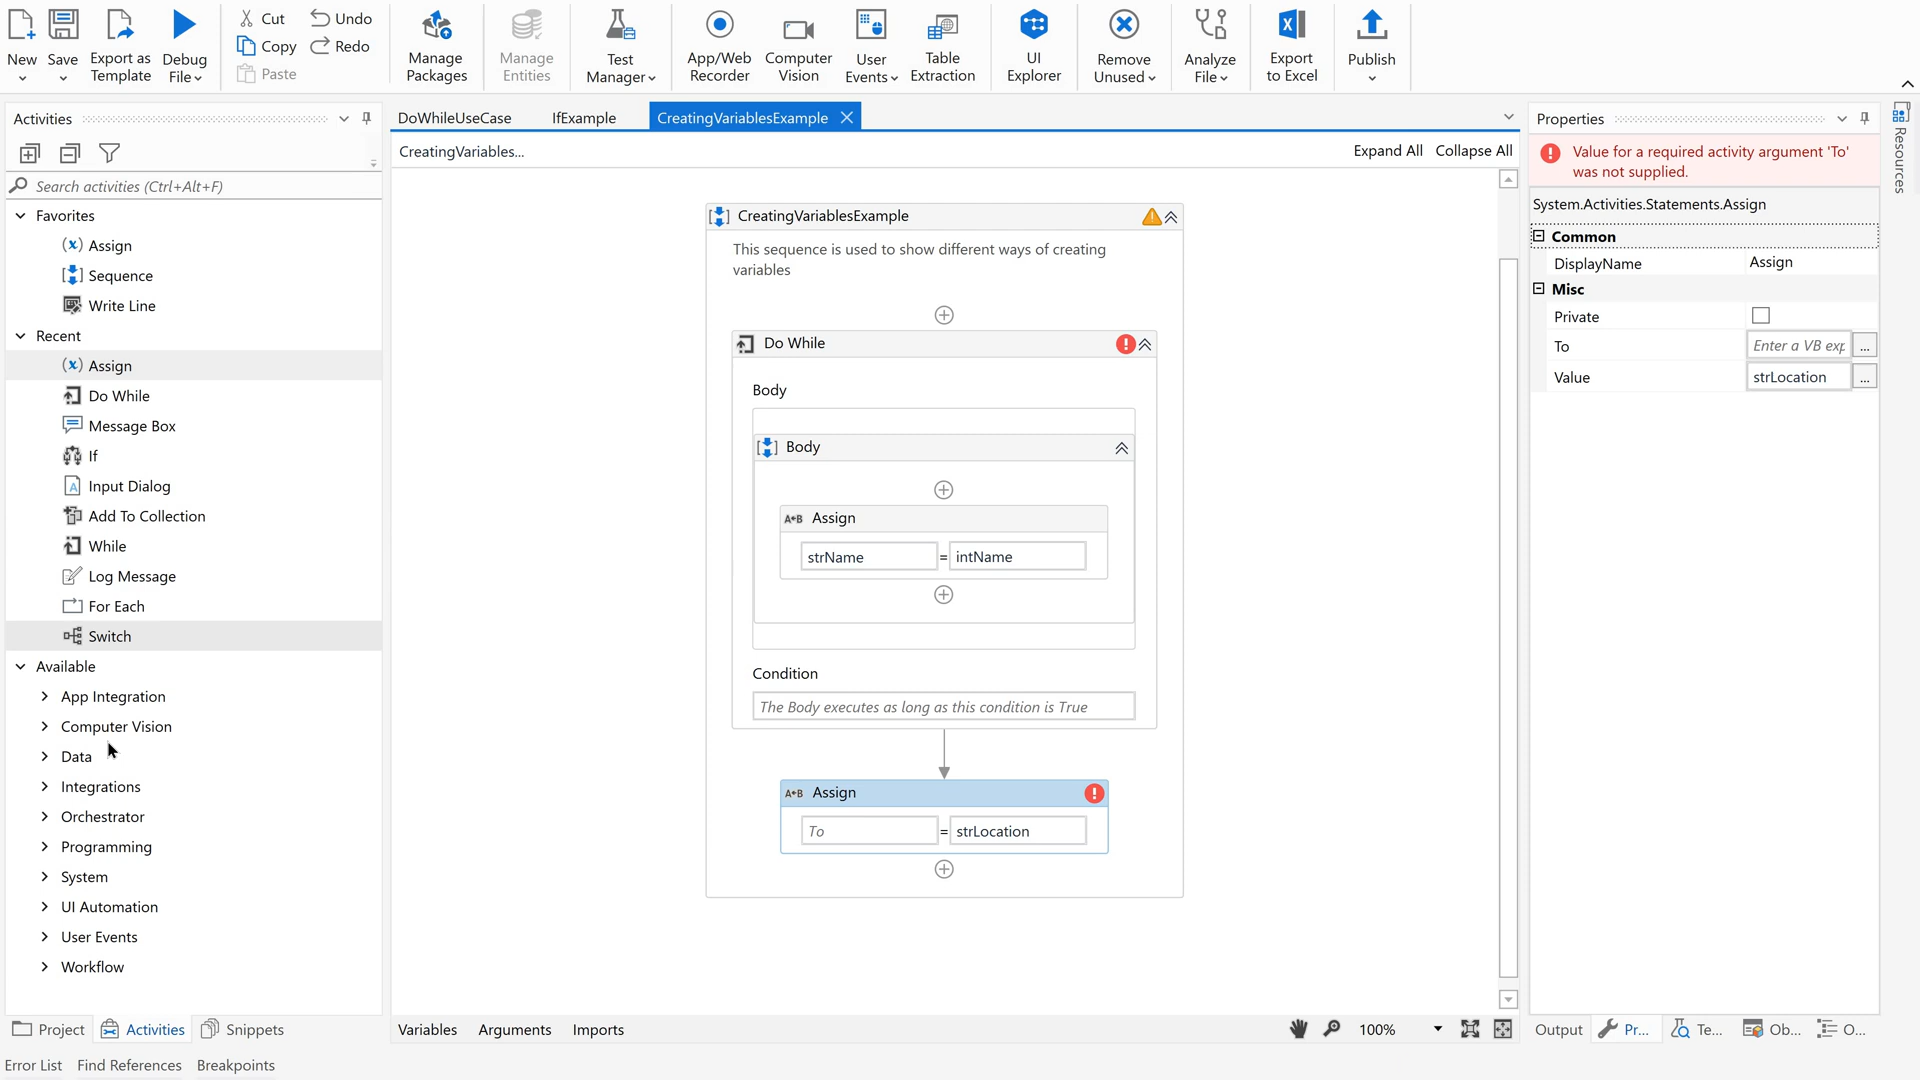 New
Save
Export as
Template
Debug
File
Cut
Copy
Paste
Undo
Redo
Manage
Packages
Manage
Entities
Test
Manager
App/Web
Recorder
Computer
Vision
User
Events
Table
Extraction
UI
Explorer
Remove
Unused
Analyze
File
Export
to Excel
Publish
Activities
Search activities (Ctrl+Alt+F)
Favorites
Assign
Sequence
Write Line
Recent
Assign
Do While
Message Box
If
Input Dialog
Add To Collection
While
Log Message
For Each
Switch
Available
App Integration
Computer Vision
Data
Integrations
Orchestrator
Programming
System
UI Automation
User Events
Workflow
Project
Activities
Snippets
Error List
Find References
Breakpoints
DoWhileUseCase
IfExample
CreatingVariablesExample
CreatingVariables...
Expand All
Collapse All
CreatingVariablesExample
This sequence is used to show different ways of creating
variables
Do While
Body
Body
A+B Assign
strName = intName
Condition
The Body executes as long as this condition is True
A+B Assign
To = strLocation
Variables
Arguments
Imports
100%
Properties
Value for a required activity argument 'To'
was not supplied.
System.Activities.Statements.Assign
Common
DisplayName Assign
Misc
Private
To Enter a VB exp ...
Value strLocation ...
Output
Pr...
Te...
Ob...
O...
Resources